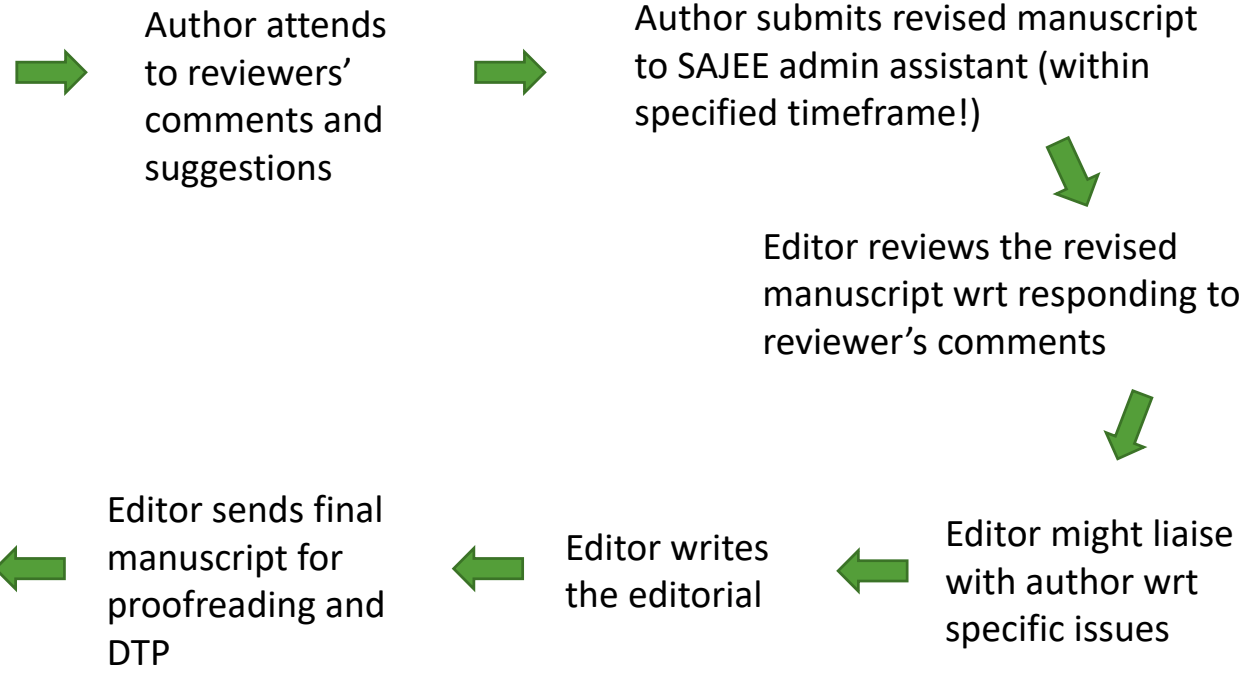 Author attends
to reviewers’
comments and
suggestions
Author submits revised manuscript
to SAJEE admin assistant (within
specified timeframe!)
Editor reviews the revised
manuscript wrt responding to
reviewer’s comments
Editor might liaise
with author wrt
specific issues
Editor writes
the editorial
Editor sends final
manuscript for
proofreading and
DTP